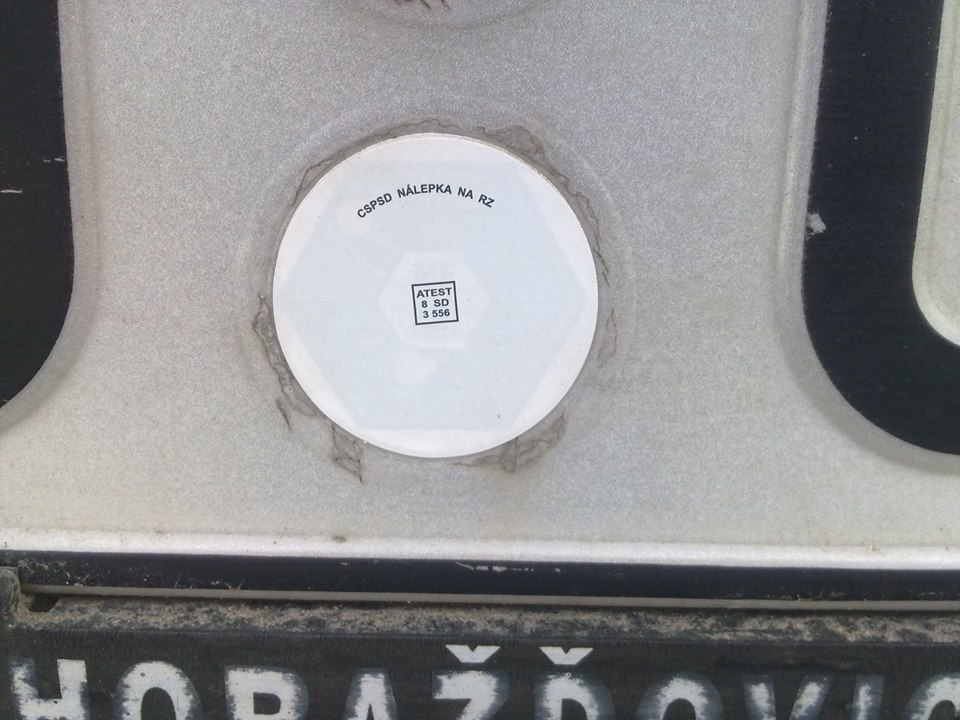 CSPSD NÁLEPKA NA RZ
ATEST
8 SD
3 556